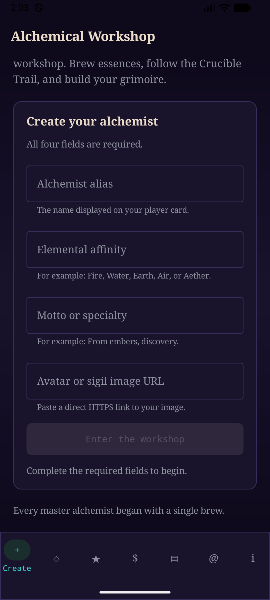 2:03
Alchemical Workshop
workshop. Brew essences, follow the Crucible
Trail, and build your grimoire.
Create your alchemist
All four fields are required.
Alchemist alias
The name displayed on your player card.
Elemental affinity
For example: Fire, Water, Earth, Air, or Aether.
Motto or specialty
For example: From embers, discovery.
Avatar or sigil image URL
Paste a direct HTTPS link to your image.
Enter the workshop
Complete the required fields to begin.
Every master alchemist began with a single brew.
+ ◇ ★ $ @ i
Create